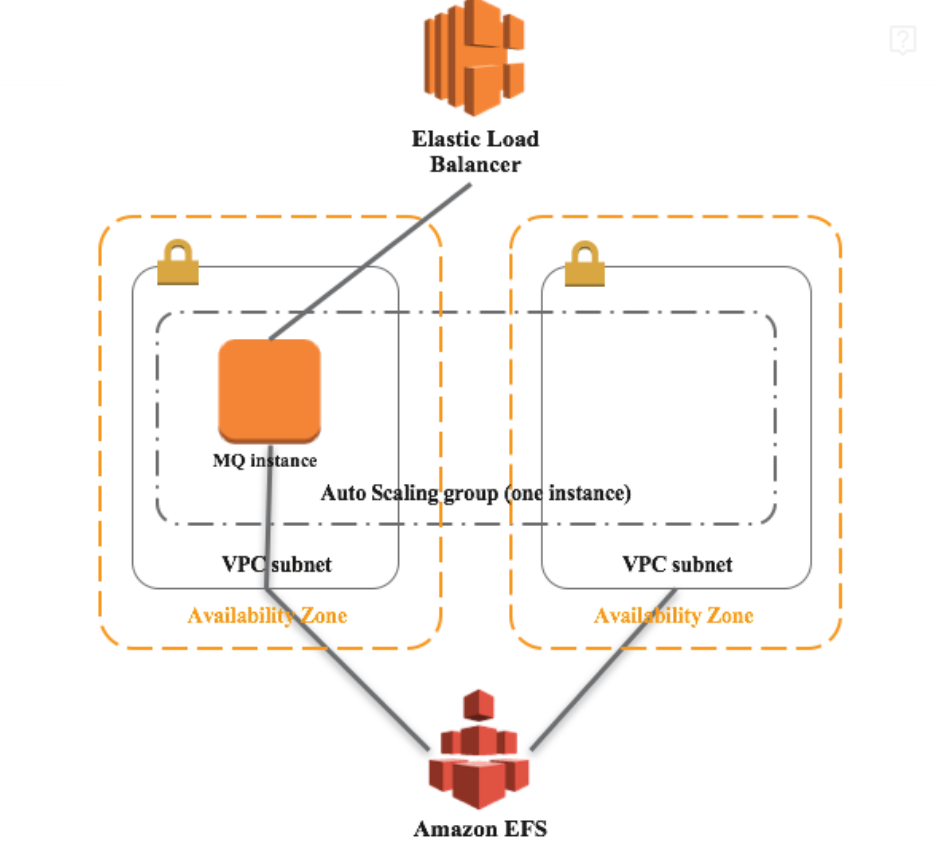 Elastic Load
Balancer
MQ instance
Auto Scaling group (one instance)
VPC subnet
VPC subnet
Availability Zone
Availability Zone
Amazon EFS